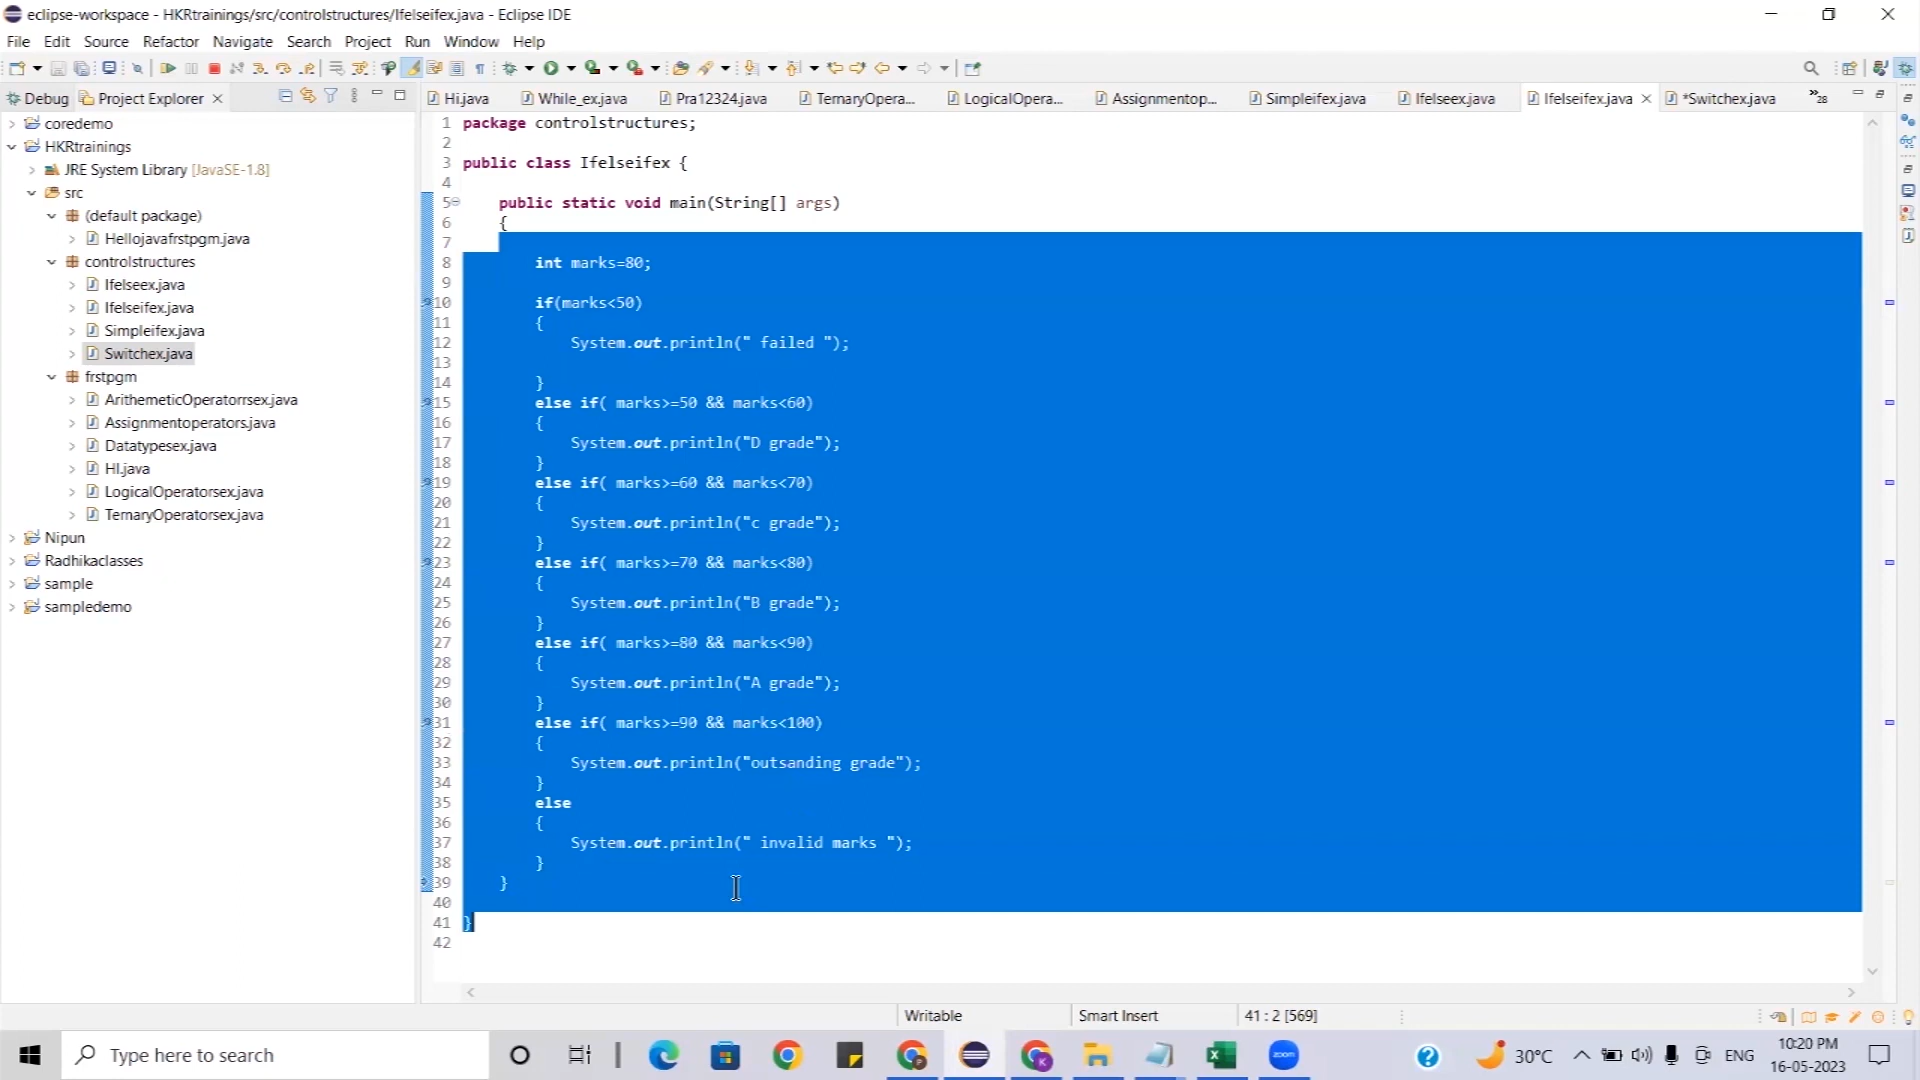 eclipse-workspace - HKRtrainings/src/controlstructures/Ifelseifex.java - Eclipse IDE
File Edit Source Refactor Navigate Search Project Run Window Help
Debug Project Explorer
Hi.java While_ex.java Pra12324.java TernaryOpera... LogicalOpera... Assignmentop... Simpleifex.java Ifelseex.java Ifelseifex.java *Switchex.java »28
coredemo
HKRtrainings
JRE System Library [JavaSE-1.8]
src
(default package)
Hellojavafrstpgm.java
controlstructures
Ifelseex.java
Ifelseifex.java
Simpleifex.java
Switchex.java
frstpgm
ArithemeticOperatorrsex.java
Assignmentoperators.java
Datatypesex.java
HI.java
LogicalOperatorsex.java
TernaryOperatorsex.java
Nipun
Radhikaclasses
sample
sampledemo
1 package controlstructures;
2
3 public class Ifelseifex {
4
5 public static void main(String[] args)
6 {
7
8 int marks=80;
9
10 if(marks<50)
11 {
12 System.out.println(" failed ");
13
14 }
15 else if( marks>=50 && marks<60)
16 {
17 System.out.println("D grade");
18 }
19 else if( marks>=60 && marks<70)
20 {
21 System.out.println("c grade");
22 }
23 else if( marks>=70 && marks<80)
24 {
25 System.out.println("B grade");
26 }
27 else if( marks>=80 && marks<90)
28 {
29 System.out.println("A grade");
30 }
31 else if( marks>=90 && marks<100)
32 {
33 System.out.println("outsanding grade");
34 }
35 else
36 {
37 System.out.println(" invalid marks ");
38 }
39 }
40
41 }
42
Writable Smart Insert 41 : 2 [569]
Type here to search
zoom
30°C ENG
10:20 PM
16-05-2023